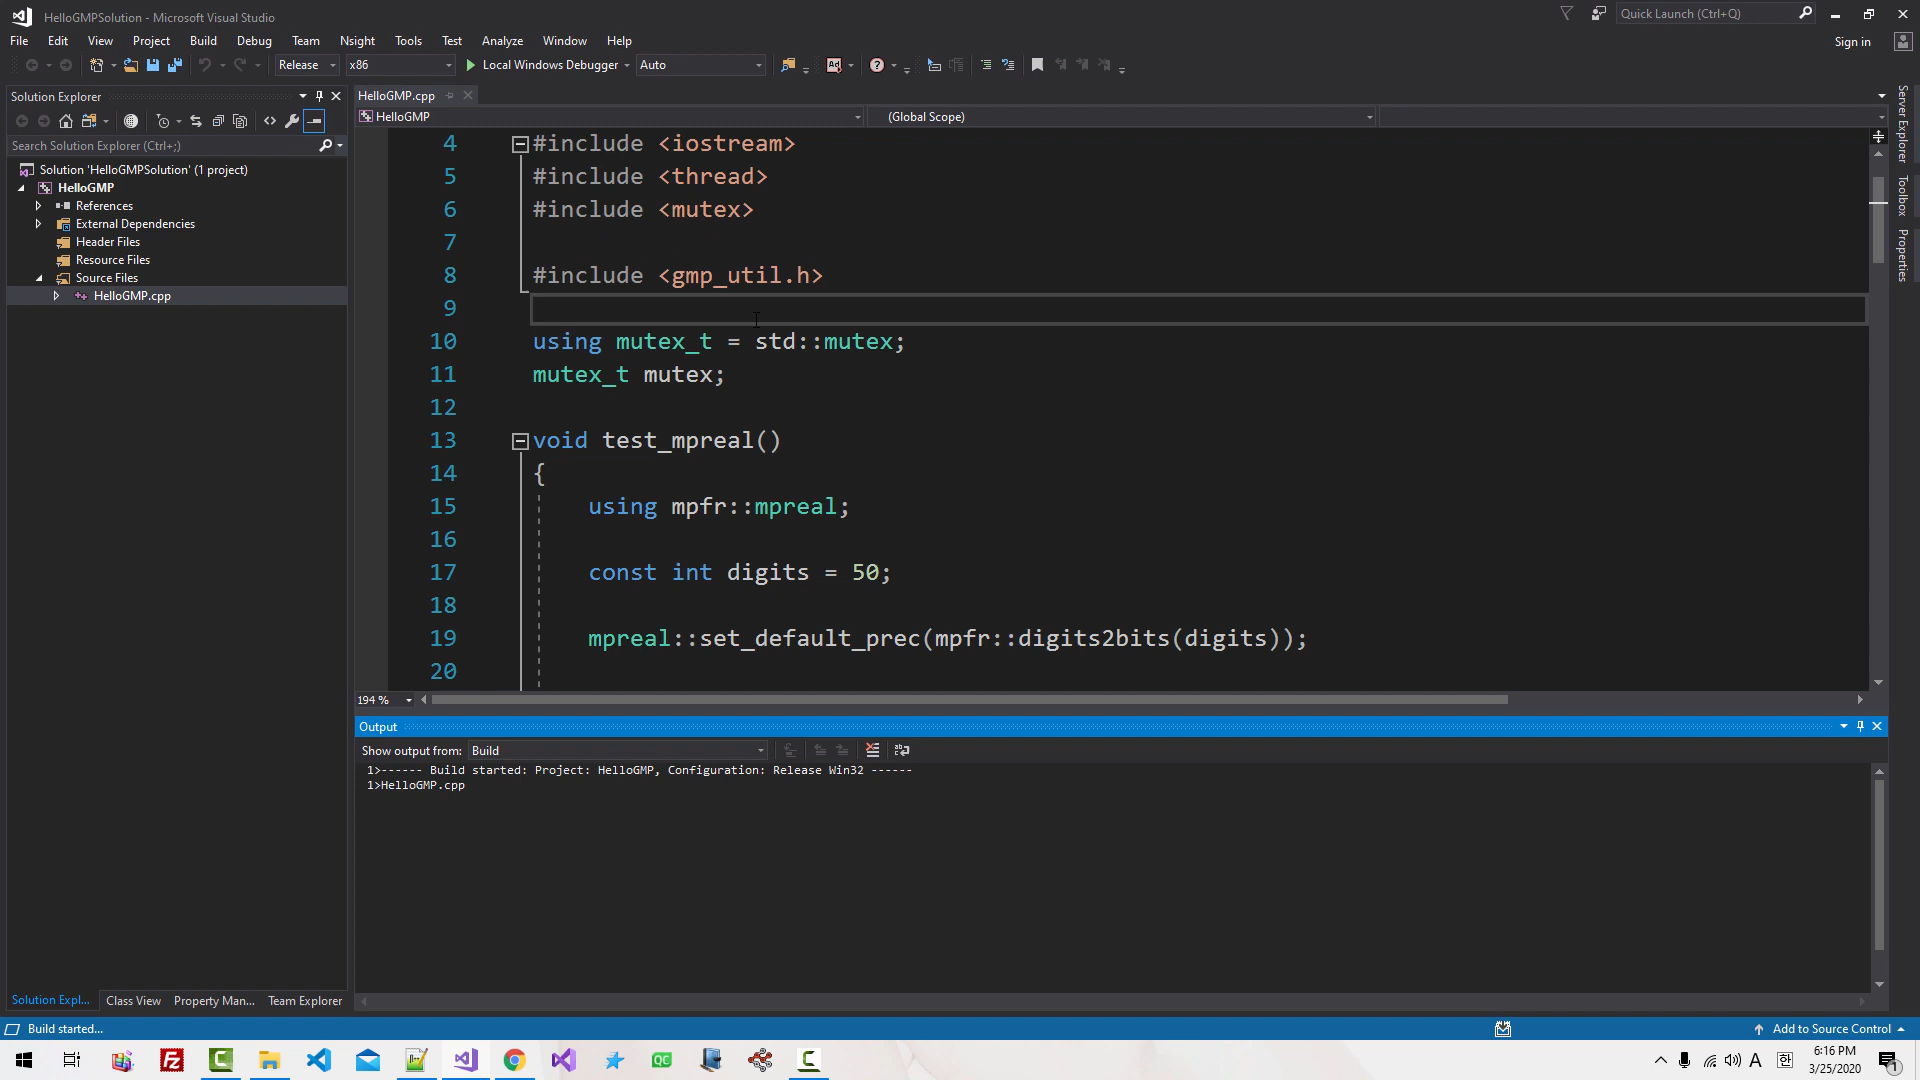 HelloGMPSolution - Microsoft Visual Studio
Quick Launch (Ctrl+Q)
File Edit View Project Build Debug Team Nsight Tools Test Analyze Window Help
Sign in
Release x86 Local Windows Debugger Auto
Solution Explorer
HelloGMP.cpp
HelloGMP (Global Scope)
Search Solution Explorer (Ctrl+;)
Solution 'HelloGMPSolution' (1 project)
HelloGMP
References
External Dependencies
Header Files
Resource Files
Source Files
HelloGMP.cpp
4 #include <iostream>
5 #include <thread>
6 #include <mutex>
7
8 #include <gmp_util.h>
9
10 using mutex_t = std::mutex;
11 mutex_t mutex;
12
13 void test_mpreal()
14 {
15 using mpfr::mpreal;
16
17 const int digits = 50;
18
19 mpreal::set_default_prec(mpfr::digits2bits(digits));
20
194 %
Server Explorer
Toolbox
Properties
Output
Show output from: Build
1>------ Build started: Project: HelloGMP, Configuration: Release Win32 ------
1>HelloGMP.cpp
Solution Expl... Class View Property Man... Team Explorer
Build started...
Add to Source Control
A 한 6:16 PM
3/25/2020
1